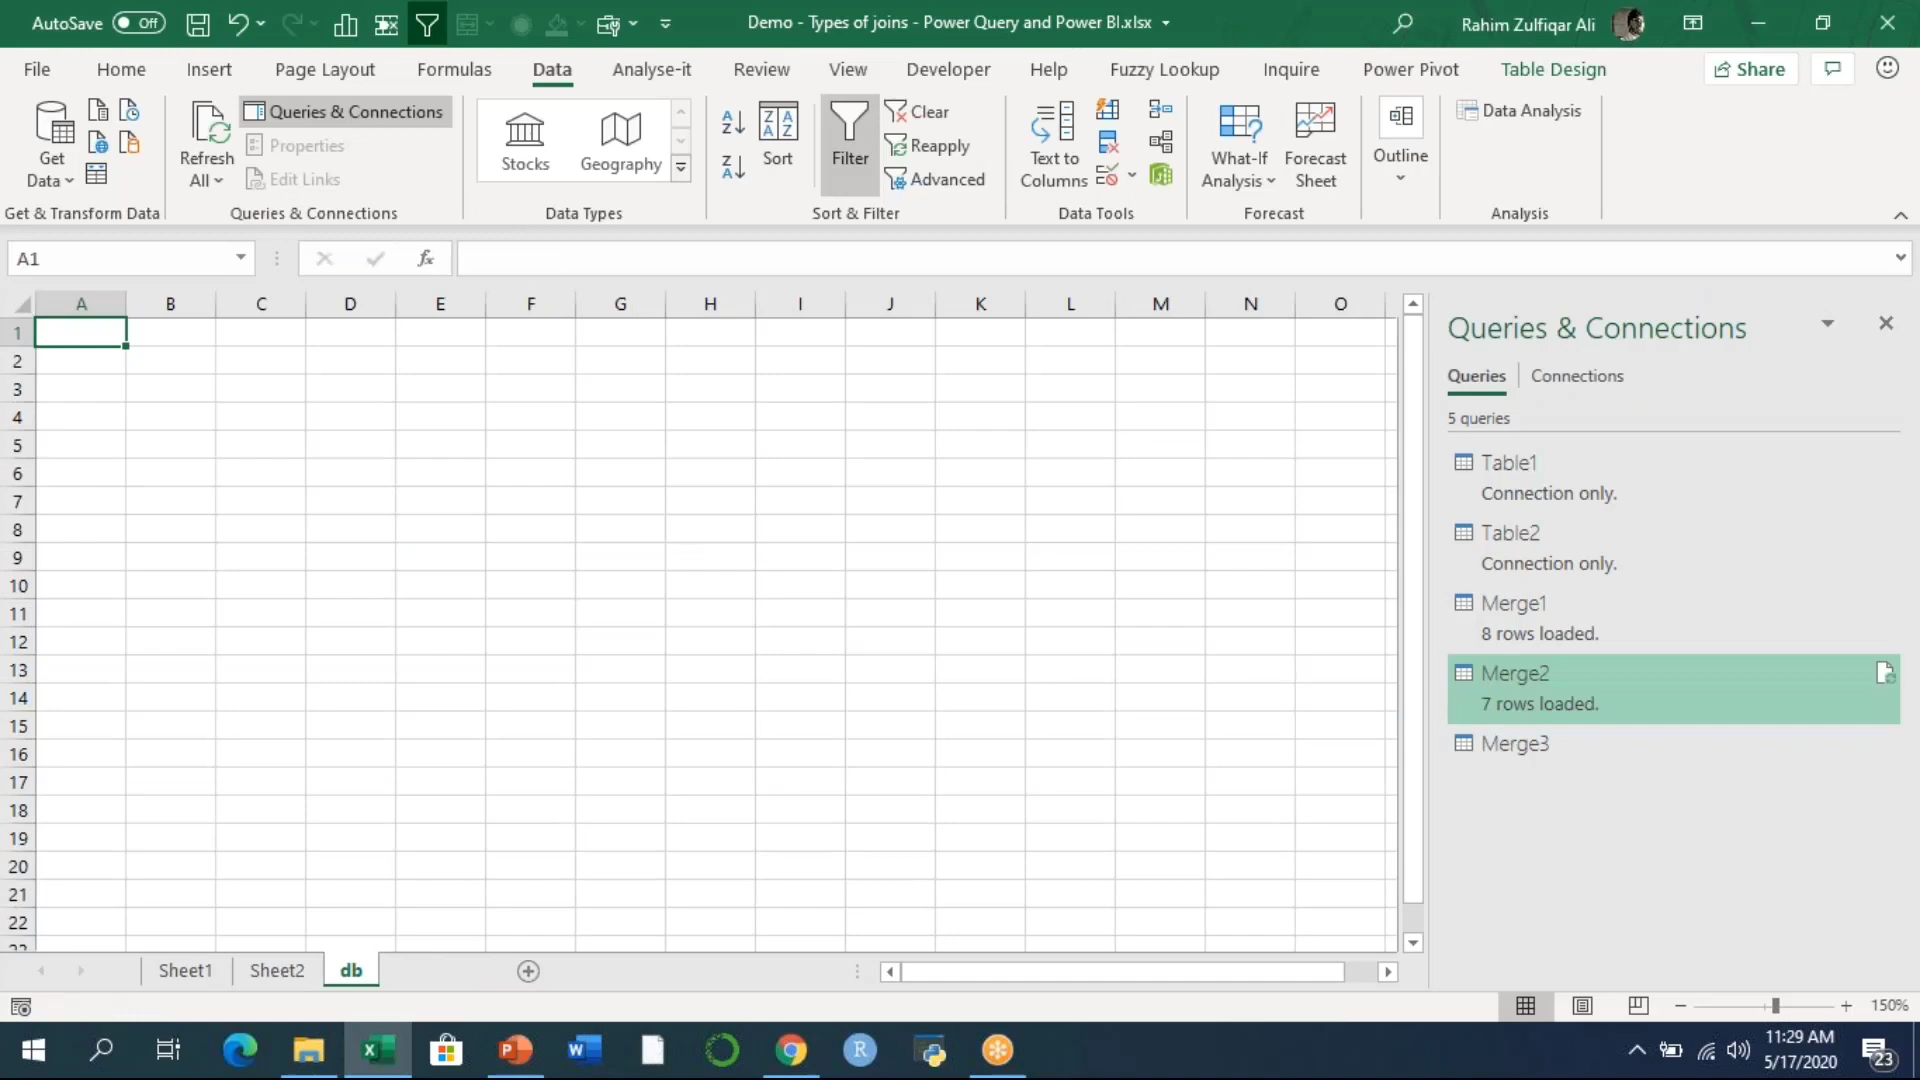 AutoSave Off Demo - Types of joins - Power Query and Power BI.xlsx Rahim Zulfiqar Ali
File Home Insert Page Layout Formulas Data Analyse-it Review View Developer Help Fuzzy Lookup Inquire Power Pivot Table Design Share
Get Data
Refresh All
Queries & Connections
Properties
Edit Links
Stocks
Geography
Sort
Filter
Clear
Reapply
Advanced
Text to Columns
What-If Analysis
Forecast Sheet
Outline
Data Analysis
Get & Transform Data Queries & Connections Data Types Sort & Filter Data Tools Forecast Analysis
A1 fx
A B C D E F G H I J K L M N O
1
2
3
4
5
6
7
8
9
10
11
12
13
14
15
16
17
18
19
20
21
22
23
Queries & Connections
Queries Connections
5 queries
Table1
Connection only.
Table2
Connection only.
Merge1
8 rows loaded.
Merge2
7 rows loaded.
Merge3
Sheet1 Sheet2 db
150%
11:29 AM
5/17/2020
23